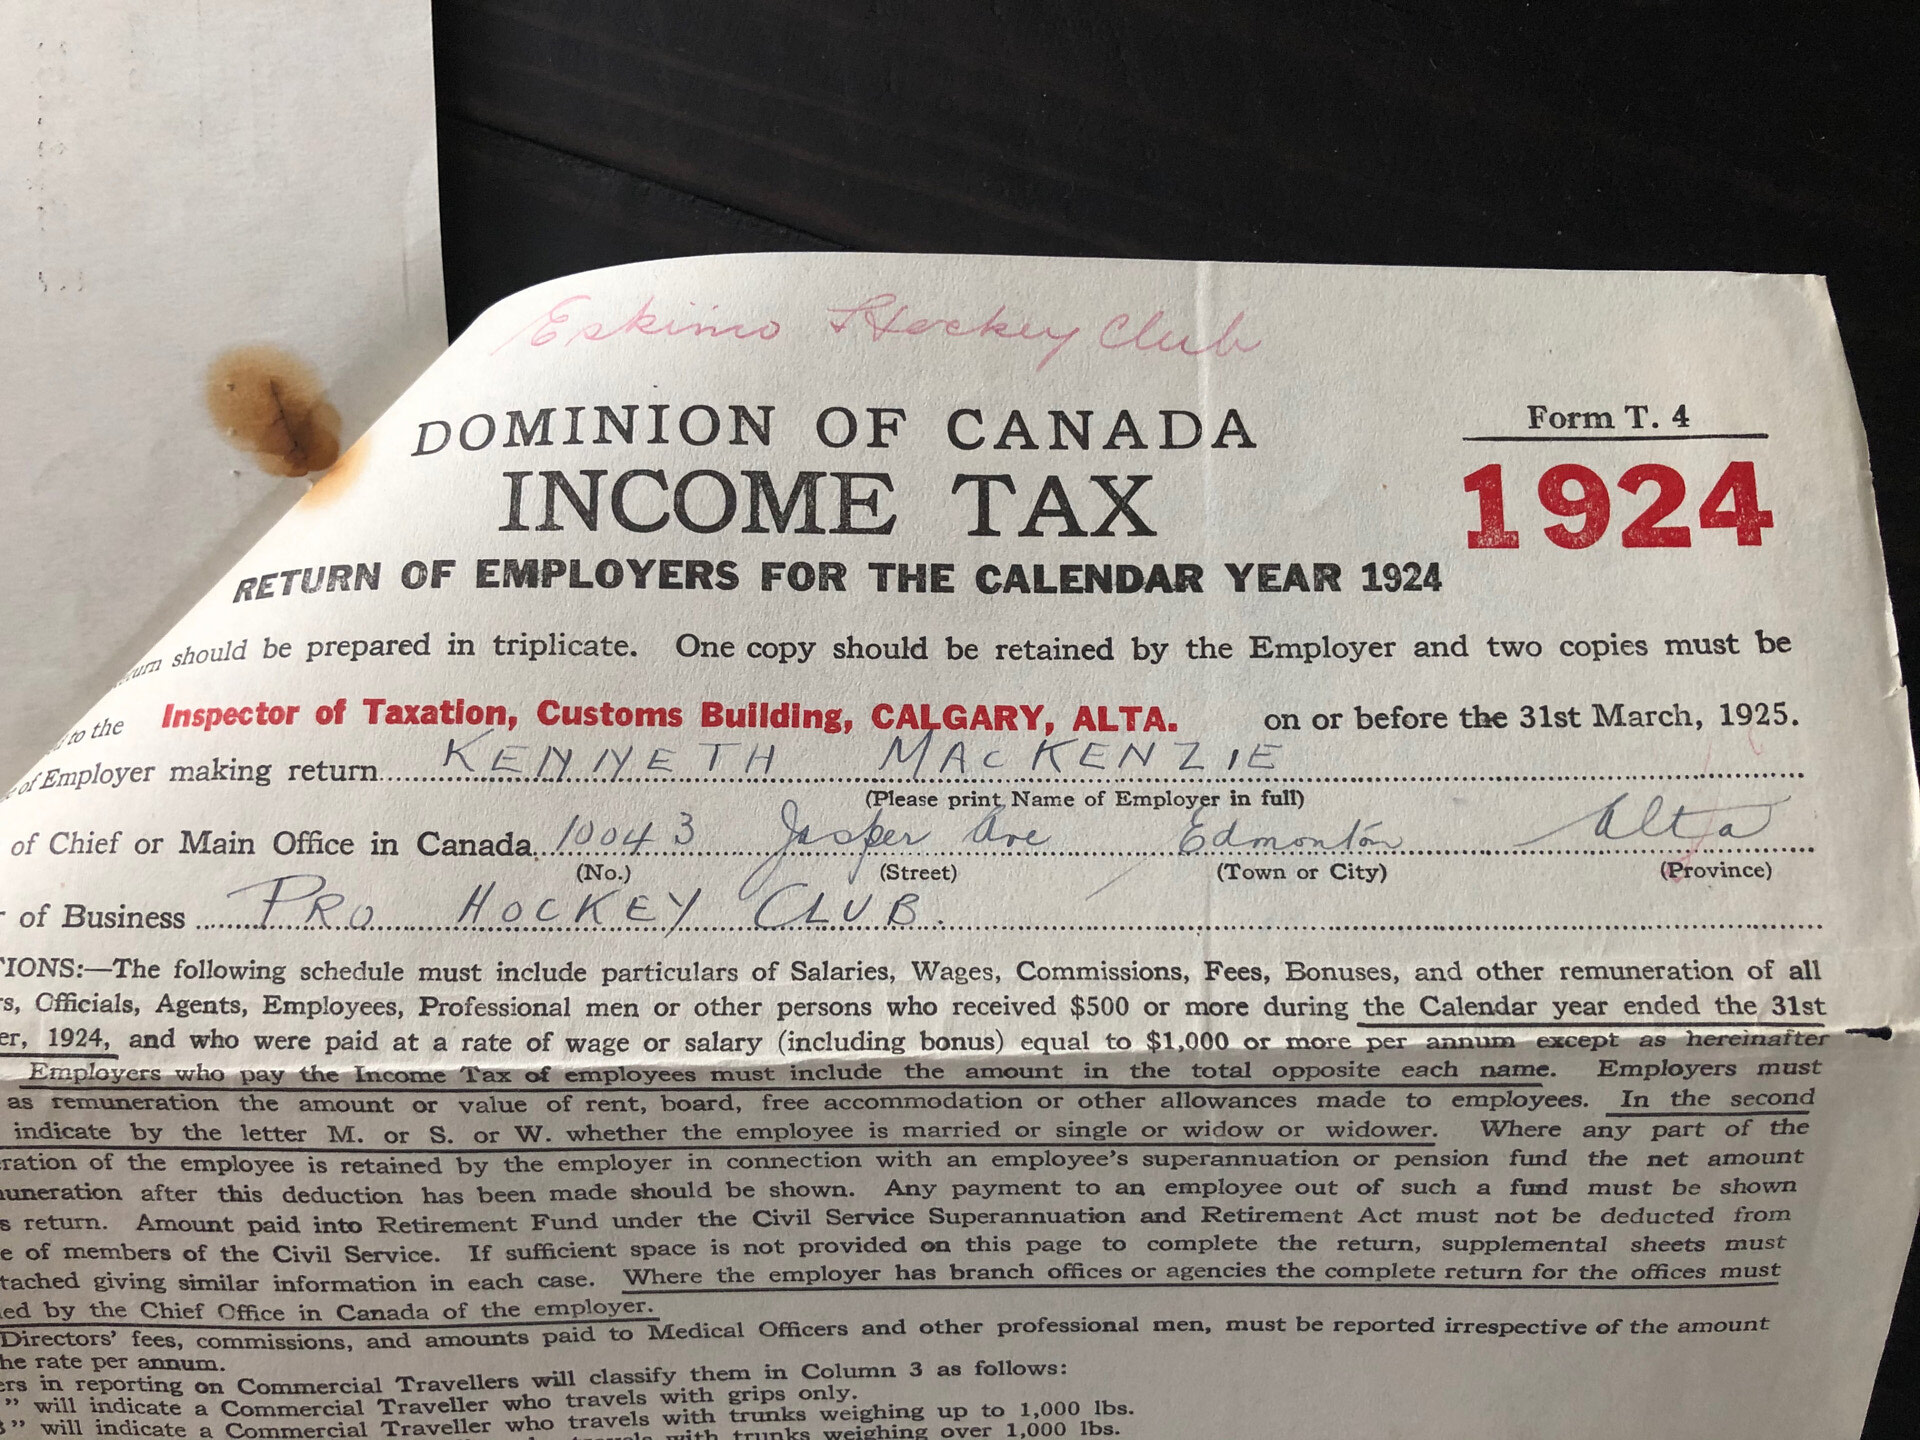 Eskimo Hockey Club
DOMINION OF CANADA
Form T. 4
INCOME TAX
1924
RETURN OF EMPLOYERS FOR THE CALENDAR YEAR 1924
should be prepared in triplicate. One copy should be retained by the Employer and two copies must be
to the Inspector of Taxation, Customs Building, CALGARY, ALTA. on or before the 31st March, 1925.
of Employer making return KENNETH MACKENZIE
(Please print Name of Employer in full)
of Chief or Main Office in Canada 10043 Jasper Ave Edmonton Alta
(No.) (Street) (Town or City) (Province)
of Business PRO HOCKEY CLUB.
TIONS:—The following schedule must include particulars of Salaries, Wages, Commissions, Fees, Bonuses, and other remuneration of all
s, Officials, Agents, Employees, Professional men or other persons who received $500 or more during the Calendar year ended the 31st
er, 1924, and who were paid at a rate of wage or salary (including bonus) equal to $1,000 or more per annum except as hereinafter
Employers who pay the Income Tax of employees must include the amount in the total opposite each name. Employers must
as remuneration the amount or value of rent, board, free accommodation or other allowances made to employees. In the second
indicate by the letter M. or S. or W. whether the employee is married or single or widow or widower. Where any part of the
ration of the employee is retained by the employer in connection with an employee's superannuation or pension fund the net amount
uneration after this deduction has been made should be shown. Any payment to an employee out of such a fund must be shown
s return. Amount paid into Retirement Fund under the Civil Service Superannuation and Retirement Act must not be deducted from
e of members of the Civil Service. If sufficient space is not provided on this page to complete the return, supplemental sheets must
tached giving similar information in each case. Where the employer has branch offices or agencies the complete return for the offices must
ed by the Chief Office in Canada of the employer.
Directors' fees, commissions, and amounts paid to Medical Officers and other professional men, must be reported irrespective of the amount
he rate per annum.
ers in reporting on Commercial Travellers will classify them in Column 3 as follows:
" will indicate a Commercial Traveller who travels with grips only.
" will indicate a Commercial Traveller who travels with trunks weighing up to 1,000 lbs.
with trunks weighing over 1,000 lbs.